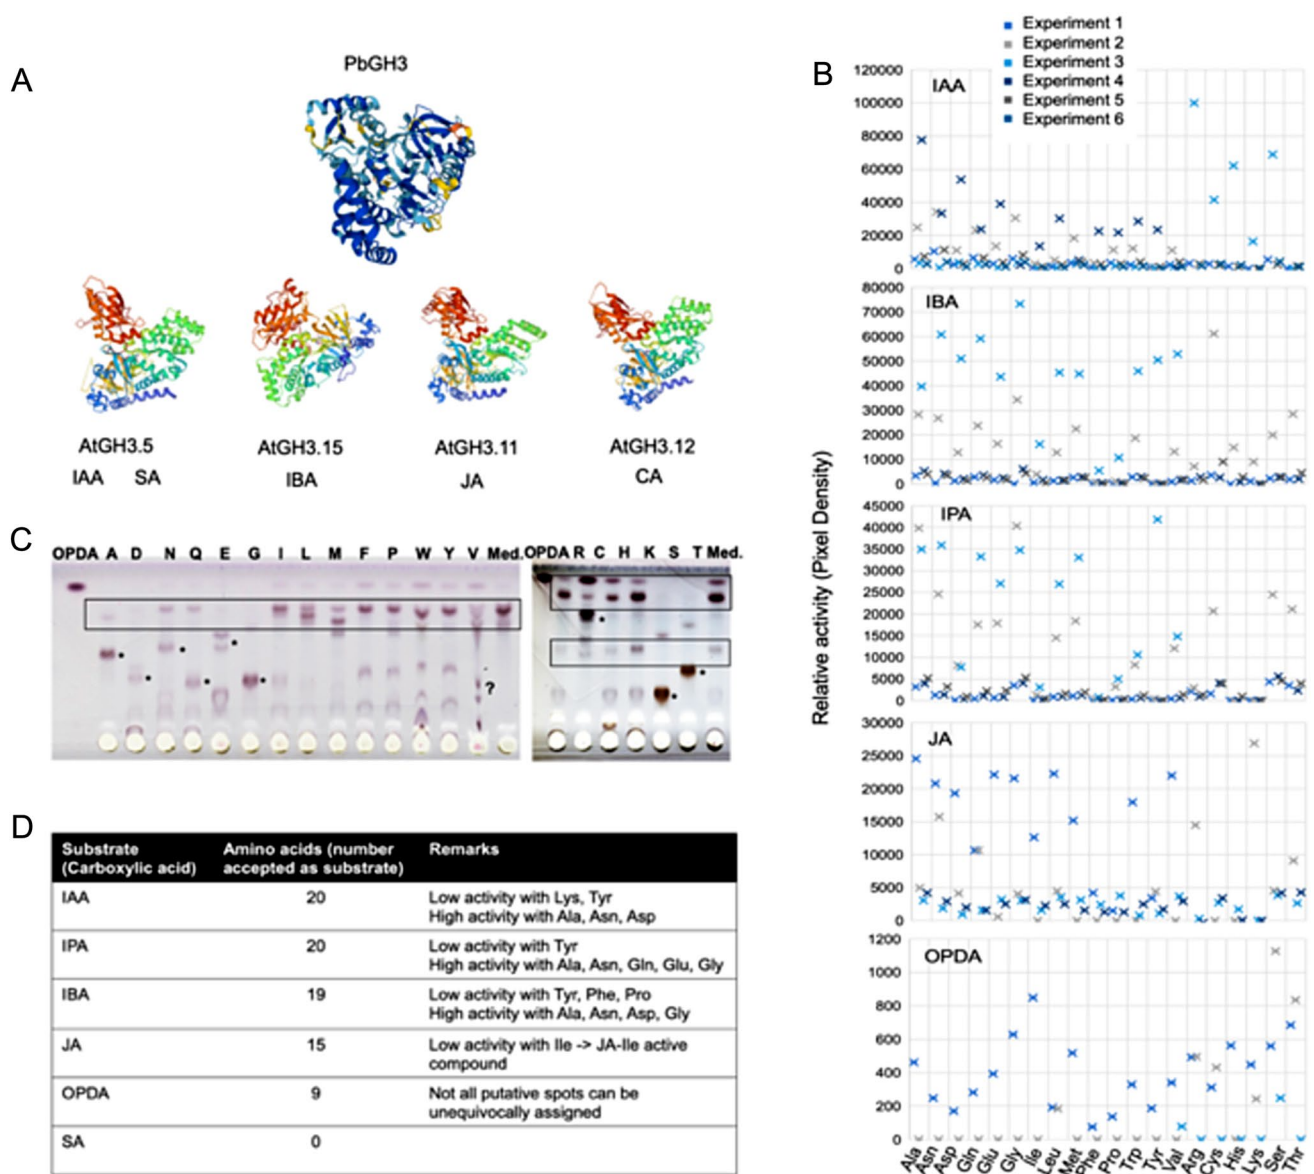 A
PbGH3
AtGH3.5
AtGH3.15
AtGH3.11
AtGH3.12
IAA SA
IBA
JA
CA
B
Experiment 1
Experiment 2
Experiment 3
Experiment 4
Experiment 5
Experiment 6
Relative activity (Pixel Density)
IAA
120000
100000
80000
60000
40000
20000
0
IBA
80000
70000
60000
50000
40000
30000
20000
10000
0
IPA
45000
40000
35000
30000
25000
20000
15000
10000
5000
0
JA
30000
25000
20000
15000
10000
5000
0
OPDA
1200
1000
800
600
400
200
0
Ala Asn Asp Gln Glu Gly Ile Leu Met Phe Pro Trp Tyr Val Arg Cys His Lys Ser Thr
C
OPDA A D N Q E G I L M F P W Y V Med.
OPDA R C H K S T Med.
?
D
Substrate (Carboxylic acid)
Amino acids (number accepted as substrate)
Remarks
IAA 20 Low activity with Lys, Tyr
High activity with Ala, Asn, Asp
IPA 20 Low activity with Tyr
High activity with Ala, Asn, Gln, Glu, Gly
IBA 19 Low activity with Tyr, Phe, Pro
High activity with Ala, Asn, Asp, Gly
JA 15 Low activity with Ile -> JA-Ile active
compound
OPDA 9 Not all putative spots can be
unequivocally assigned
SA 0